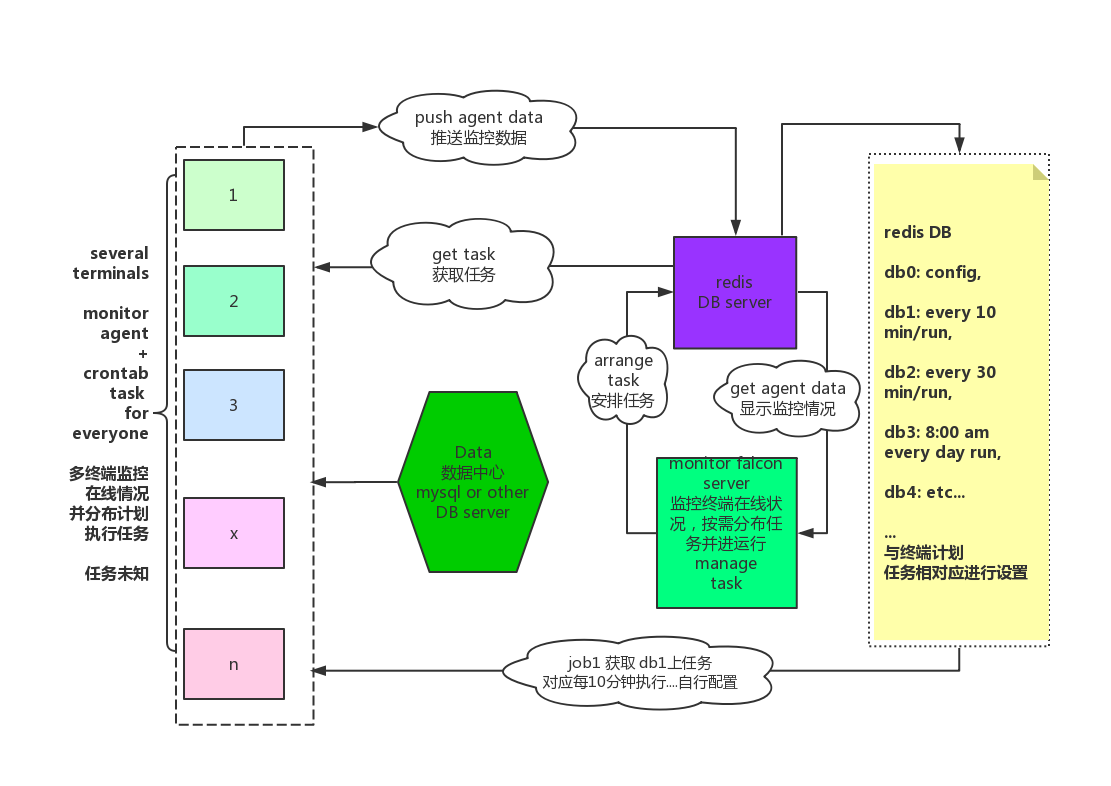 push agent data
推送监控数据
1
get task
获取任务
2
several
terminals
monitor
agent
+
crontab
task
for
everyone
多终端监控
在线情况
并分布计划
执行任务
任务未知
3
x
n
redis
DB server
arrange
task
安排任务
get agent data
显示监控情况
Data
数据中心
mysql or other
DB server
monitor falcon
server
监控终端在线状
况，按需分布任
务并进运行
manage
task
redis DB
db0: config,
db1: every 10
min/run,
db2: every 30
min/run,
db3: 8:00 am
every day run,
db4: etc...
...
与终端计划
任务相对应进行设置
job1 获取 db1上任务
对应每10分钟执行....自行配置